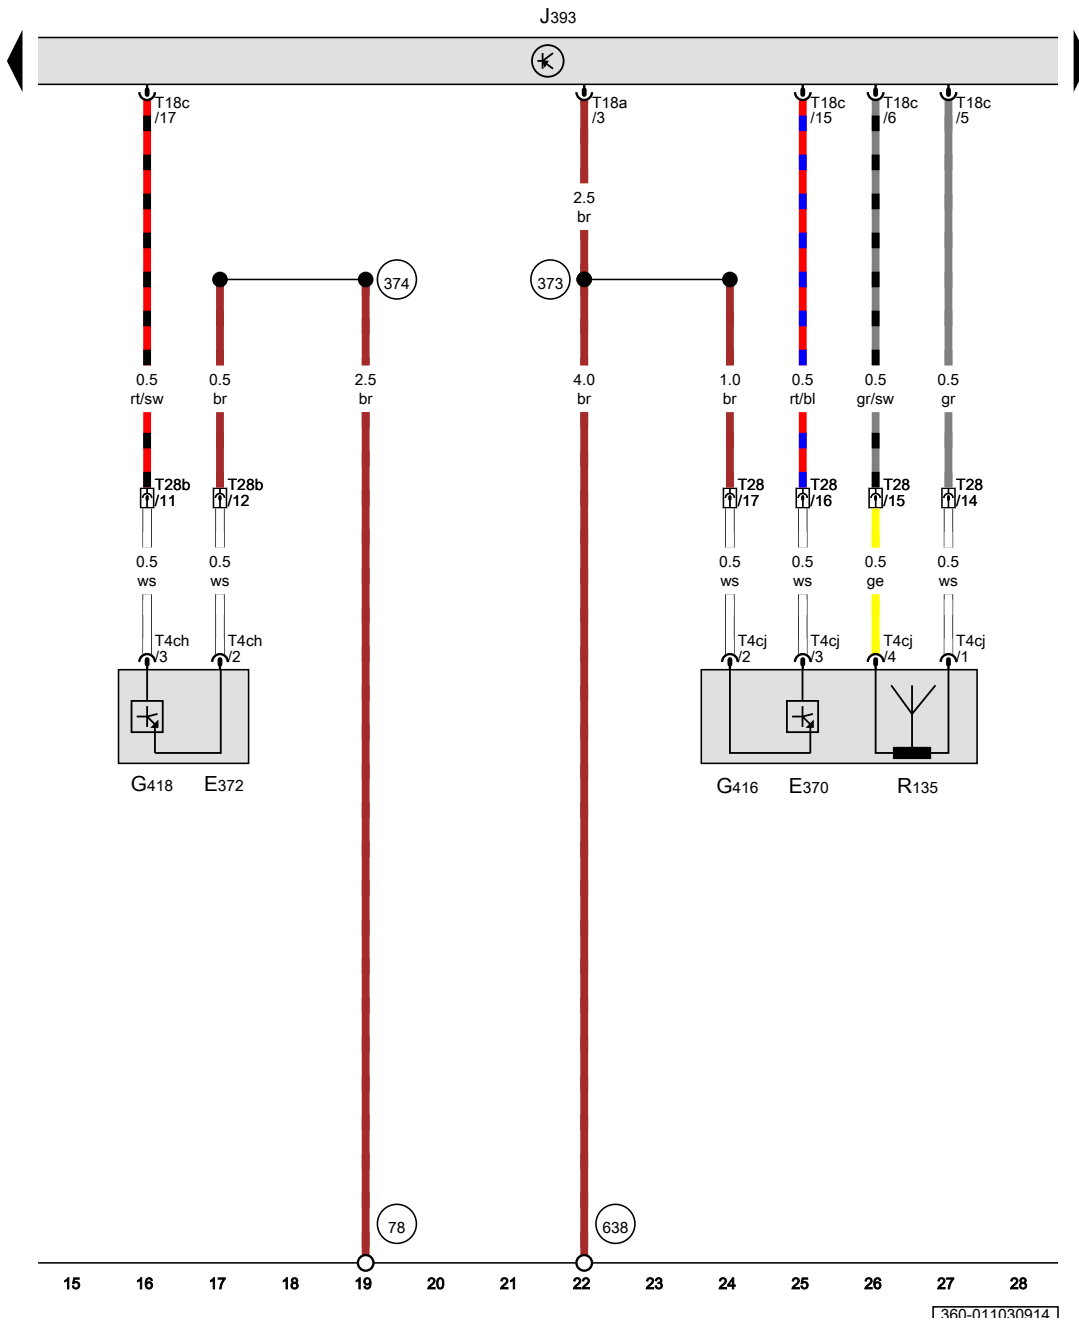 J393
T18c
/17
T18a
/3
T18c
/15
T18c
/6
T18c
/5
2.5
br
374
373
0.5
rt/sw
0.5
br
2.5
br
4.0
br
1.0
br
0.5
rt/bl
0.5
gr/sw
0.5
gr
T28b
/11
T28b
/12
T28
/17
T28
/16
T28
/15
T28
/14
0.5
ws
0.5
ws
0.5
ws
0.5
ws
0.5
ge
0.5
ws
T4ch
/3
T4ch
/2
T4cj
/2
T4cj
/3
T4cj
/4
T4cj
/1
G418 E372
G416 E370 R135
78
638
15 16 17 18 19 20 21 22 23 24 25 26 27 28
360-011030914